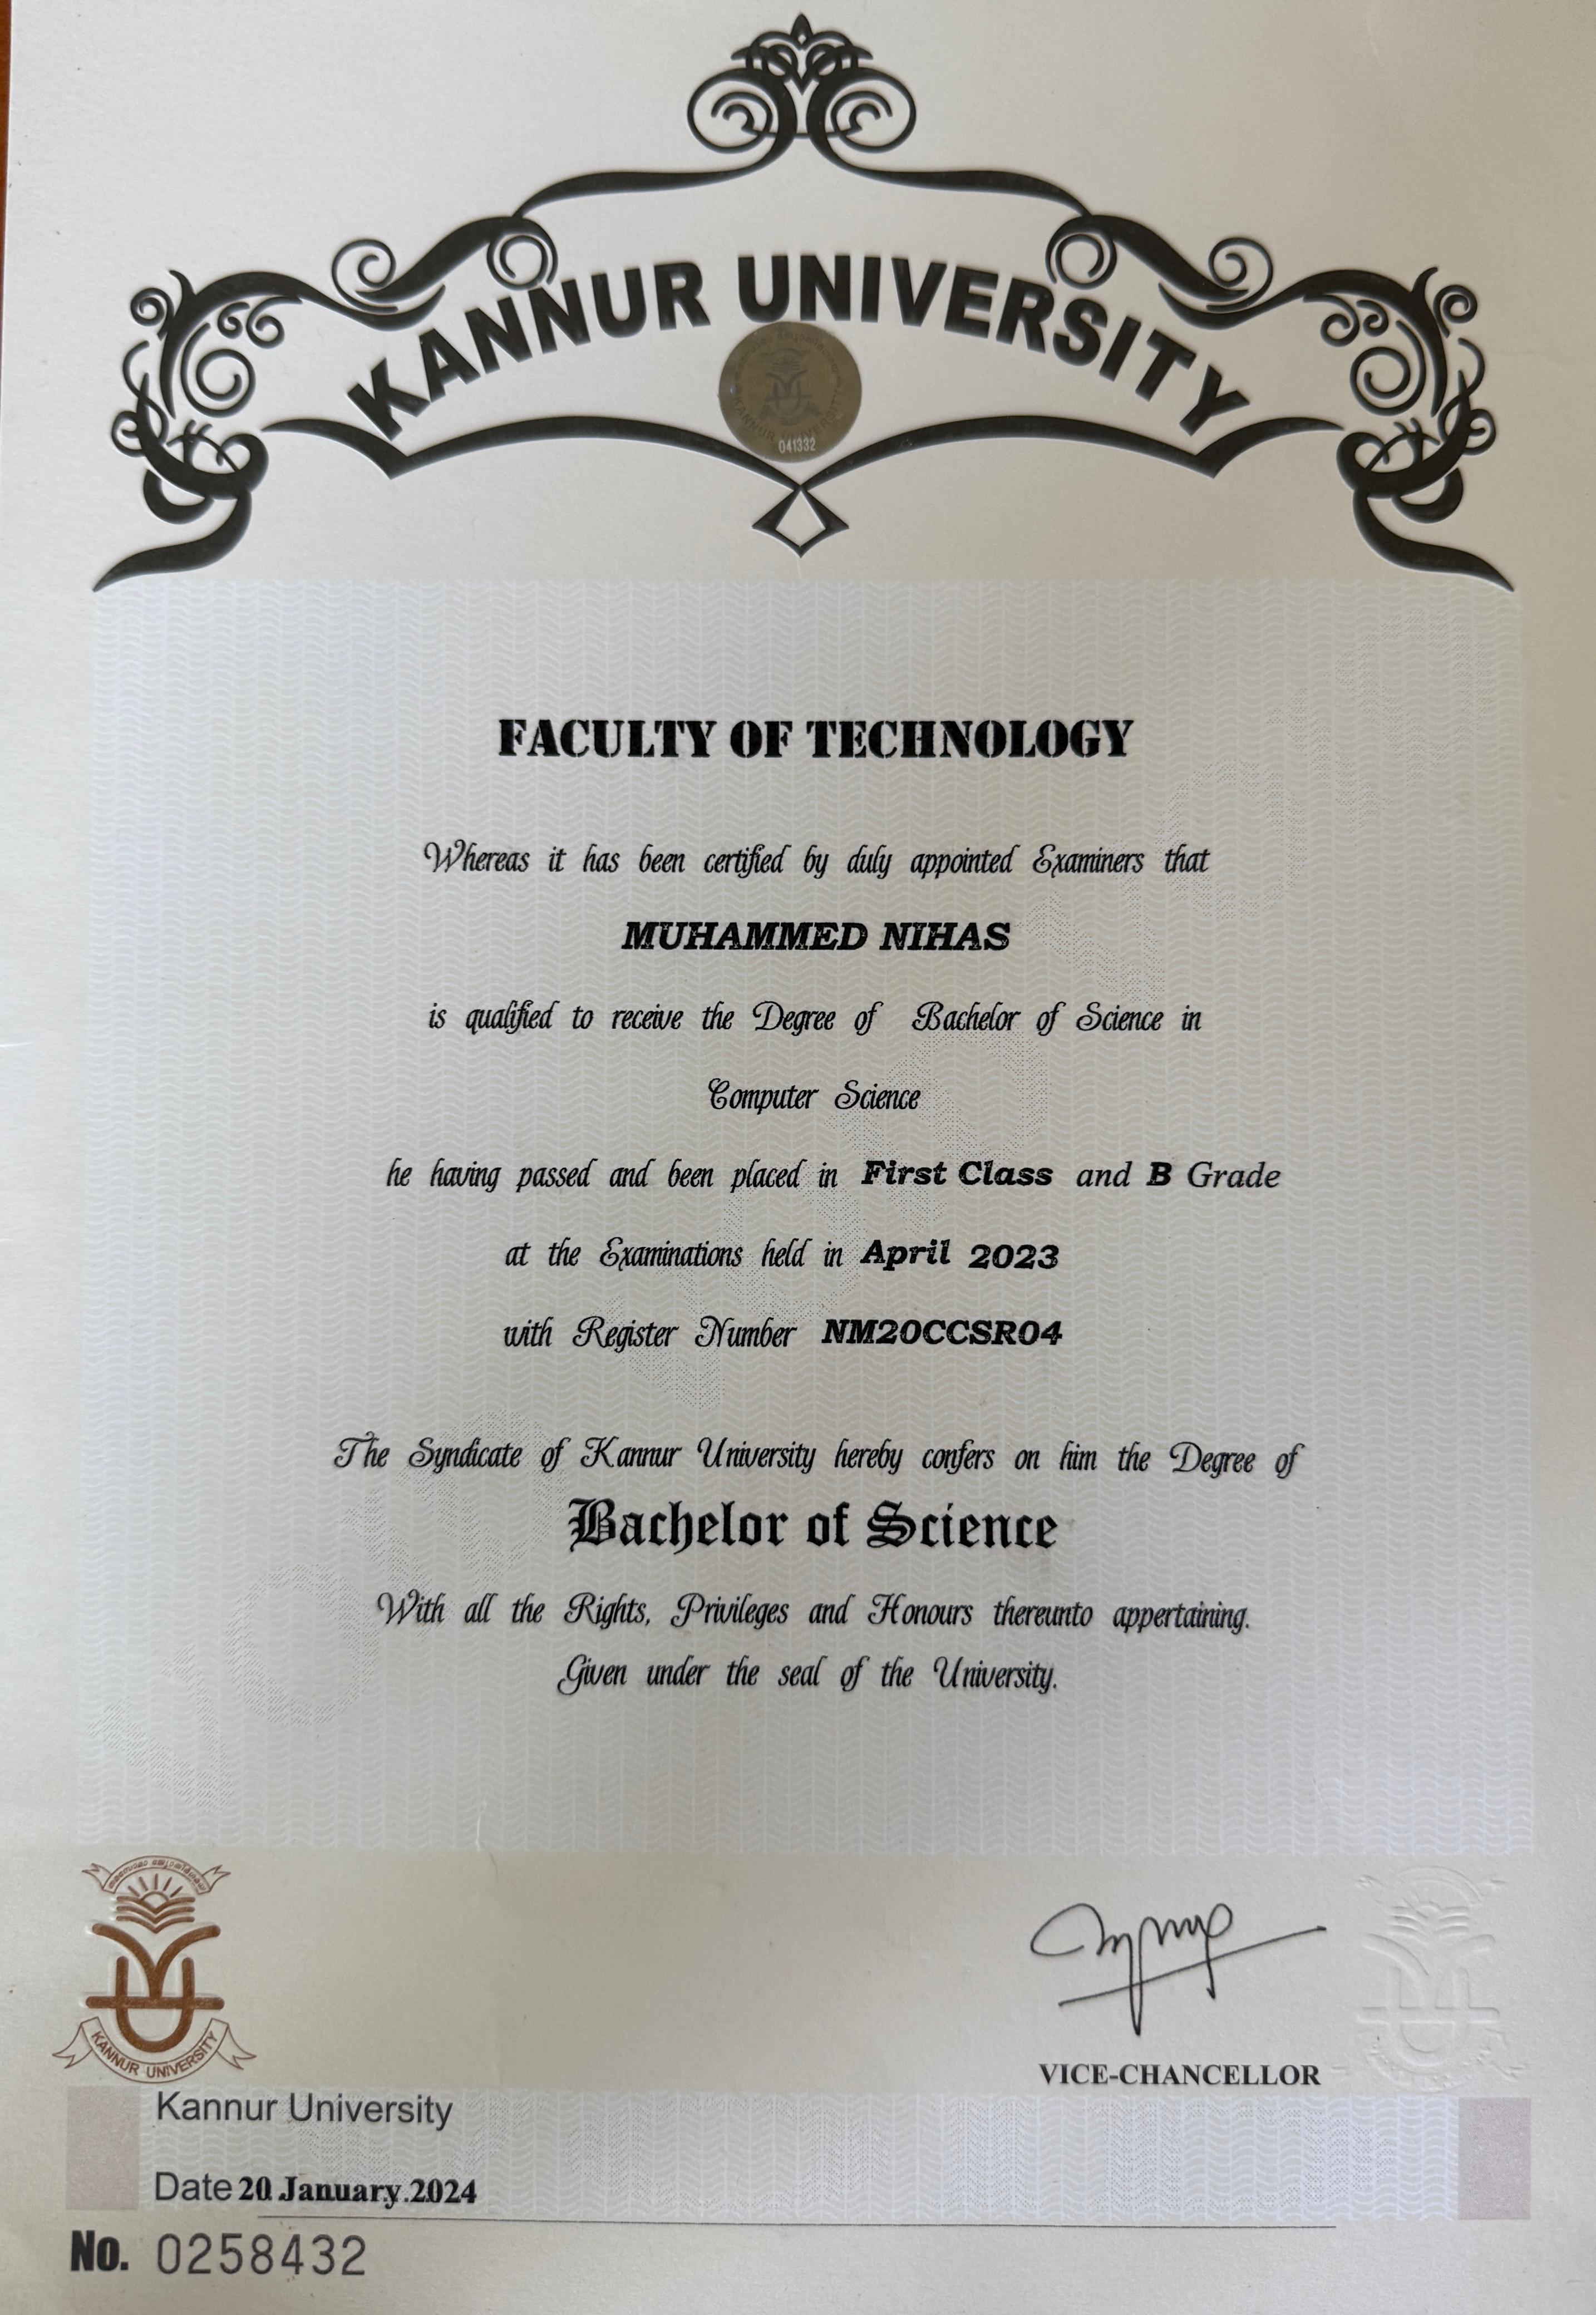 KANNUR UNIVERSITY
KANNUR UNIVERSITY
041332
FACULTY OF TECHNOLOGY
Whereas it has been certified by duly appointed Examiners that
MUHAMMED NIHAS
is qualified to receive the Degree of Bachelor of Science in
Computer Science
he having passed and been placed in First Class and B Grade
at the Examinations held in April 2023
with Register Number NM20CCSR04
The Syndicate of Kannur University hereby confers on him the Degree of
Bachelor of Science
With all the Rights, Privileges and Honours thereunto appertaining.
Given under the seal of the University.
KANNUR UNIVERSITY
VICE-CHANCELLOR
Kannur University
Date 20 January 2024
No. 0258432